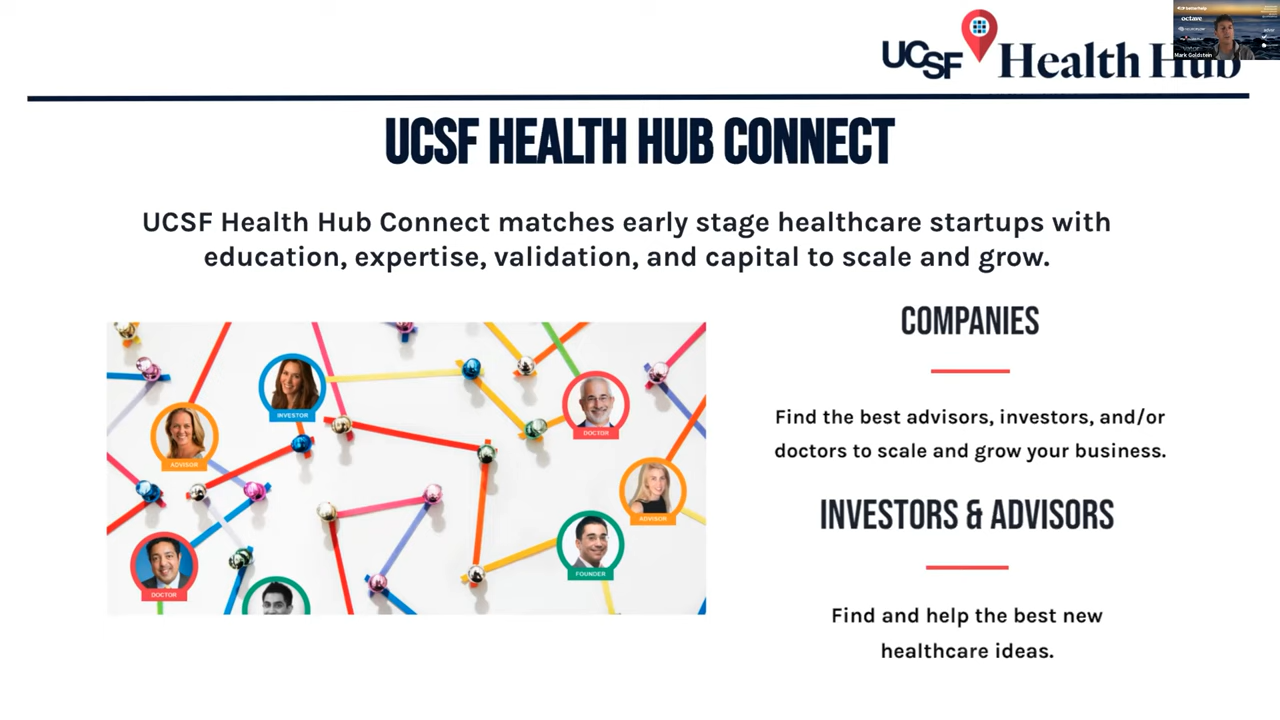 UCSF Health Hub
octave
Mark Goldstein
UCSF HEALTH HUB CONNECT
UCSF Health Hub Connect matches early stage healthcare startups with
education, expertise, validation, and capital to scale and grow.
COMPANIES
Find the best advisors, investors, and/or
doctors to scale and grow your business.
INVESTORS & ADVISORS
Find and help the best new
healthcare ideas.
INVESTOR
DOCTOR
ADVISOR
ADVISOR
FOUNDER
DOCTOR